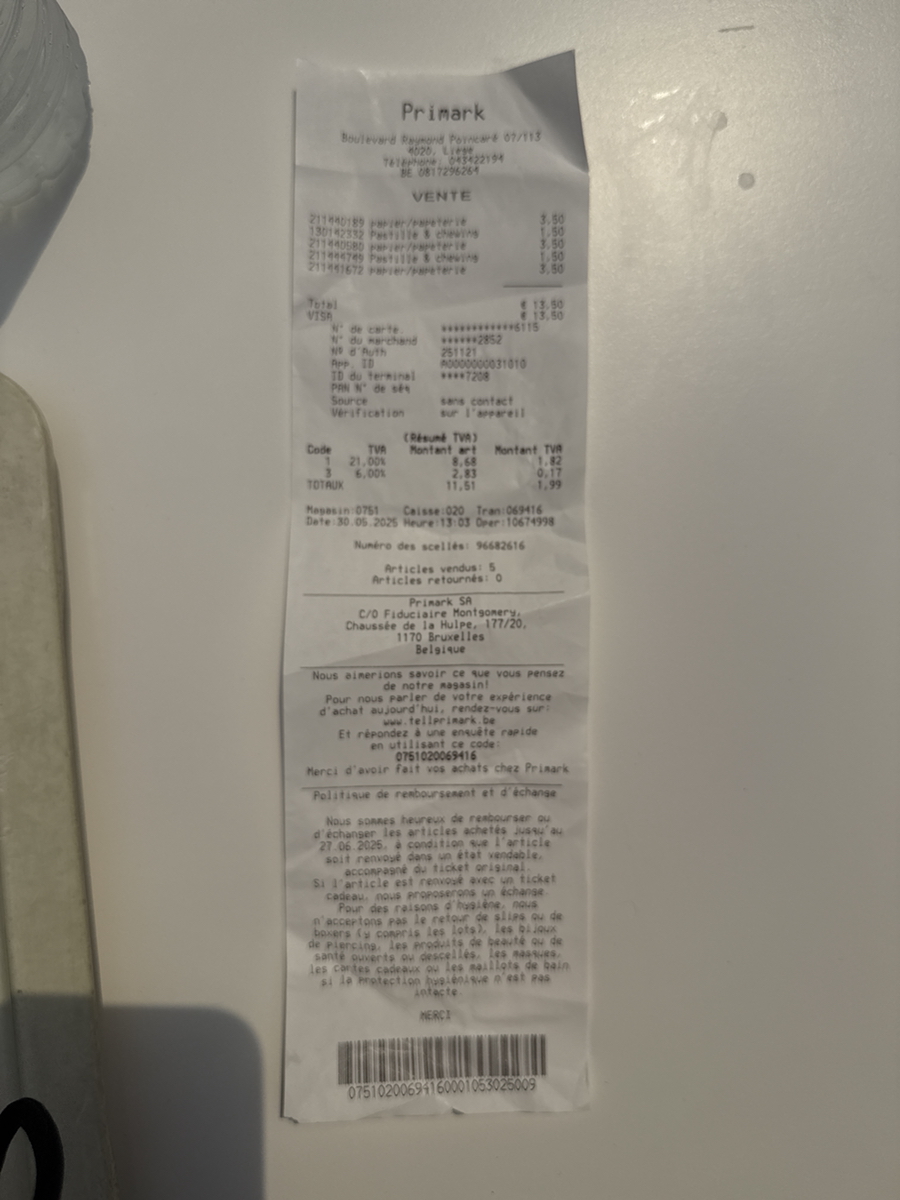 Primark
Boulevard Raymond Poincaré 07/113
4020, Liège
Téléphone: 043422194
BE 0817296264
VENTE
211440189 papier/papeterie 3,50
130142332 Pastille & chewing 1,50
211440580 papier/papeterie 3,50
211444749 Pastille & chewing 1,50
211441672 papier/papeterie 3,50
Total € 13,50
VISA € 13,50
N° de carte. ************6115
N° du marchand ******2852
Nº d'Auth 251121
App. ID A0000000031010
ID du terminal ****7208
PAN N° de séq
Source sans contact
Vérification sur l'appareil
(Résumé TVA)
Code TVA Montant art Montant TVA
1 21,00% 8,68 1,82
3 6,00% 2,83 0,17
TOTAUX 11,51 1,99
Magasin:0751 Caisse:020 Tran:069416
Date:30.05.2025 Heure:13:03 Oper:10674998
Numéro des scellés: 96682616
Articles vendus: 5
Articles retournés: 0
Primark SA
C/O Fiduciaire Montgomery,
Chaussée de la Hulpe, 177/20,
1170 Bruxelles
Belgique
Nous aimerions savoir ce que vous pensez
de notre magasin!
Pour nous parler de votre expérience
d'achat aujourd'hui, rendez-vous sur:
www.tellprimark.be
Et répondez à une enquête rapide
en utilisant ce code:
0751020069416
Merci d'avoir fait vos achats chez Primark
Politique de remboursement et d'échange
Nous sommes heureux de rembourser ou
d'échanger les articles achetés jusqu'au
27.06.2025, à condition que l'article
soit renvoyé dans un état vendable,
accompagné du ticket original.
Si l'article est renvoyé avec un ticket
cadeau, nous proposerons un échange.
Pour des raisons d'hygiène, nous
n'acceptons pas le retour de slips ou de
boxers (y compris les lots), les bijoux
de piercing, les produits de beauté ou de
santé ouverts ou descellés, les masques,
les cartes cadeaux ou les maillots de bain
si la protection hygiénique n'est pas
intacte
MERCI
07510200694160001053025009